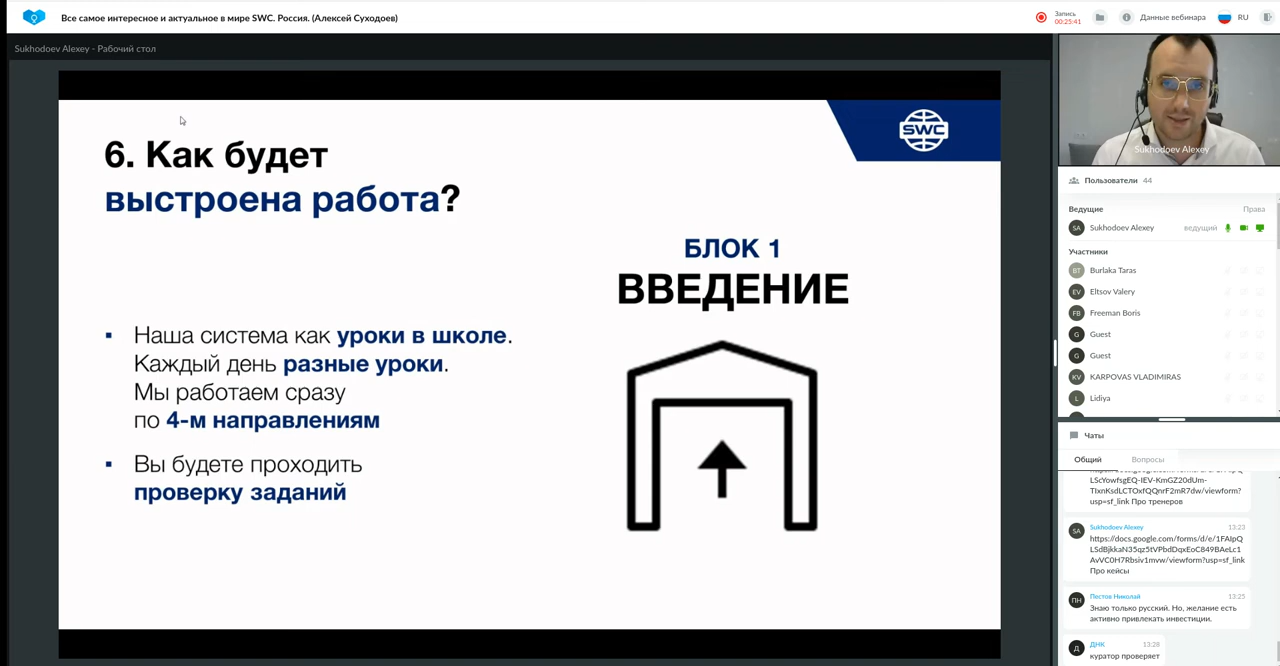 Все самое интересное и актуальное в мире SWC. Россия. (Алексей Суходоев)
Запись
00:25:41
Данные вебинара
RU
Sukhodoev Alexey - Рабочий стол
SWC
6. Как будет
выстроена работа?
БЛОК 1
ВВЕДЕНИЕ
Наша система как уроки в школе.
Каждый день разные уроки.
Мы работаем сразу
по 4-м направлениям
Вы будете проходить
проверку заданий
Sukhodoev Alexey
Пользователи 44
Ведущие
Права
SA Sukhodoev Alexey ведущий
Участники
BT Burlaka Taras
EV Eltsov Valery
FB Freeman Boris
G Guest
G Guest
KV KARPOVAS VLADIMIRAS
L Lidiya
Чаты
Общий Вопросы
LScYowfsgEQ-IEV-KmGZ20dUm-
TIxnKsdLCTOxfQQnrF2mR7dw/viewform?
usp=sf_link Про тренеров
SA Sukhodoev Alexey 13:23
https://docs.google.com/forms/d/e/1FAIpQ
LSdBjkkaN35qz5tVPbdDqxEoC849BAeLc1
AvVC0H7Rbsiv1mvw/viewform?usp=sf_link
Про кейсы
ПН Пестов Николай 13:25
Знаю только русский. Но, желание есть
активно привлекать инвестиции.
Д ДНК 13:28
куратор проверяет